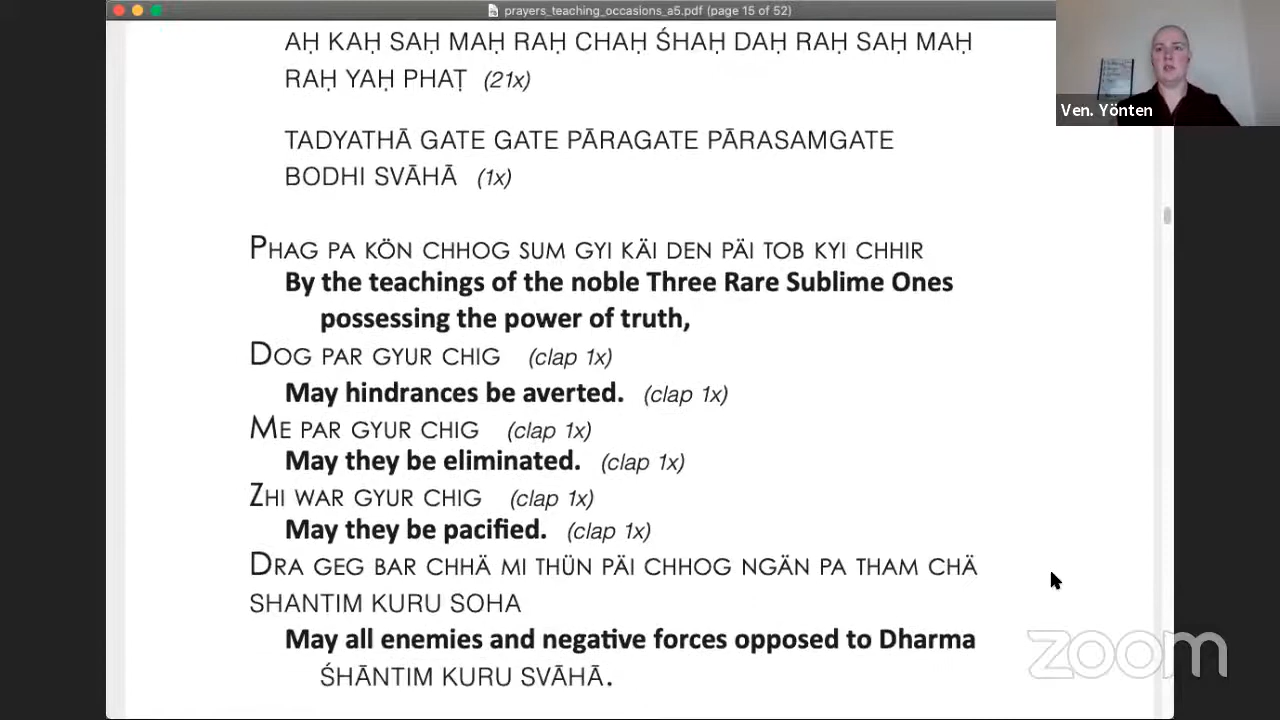 prayers_teaching_occasions_a5.pdf (page 15 of 52)
AḤ KAḤ SAḤ MAḤ RAḤ CHAḤ ŚHAḤ DAḤ RAḤ SAḤ MAḤ
RAḤ YAḤ PHAṬ (21x)
Ven. Yönten
TADYATHĀ GATE GATE PĀRAGATE PĀRASAMGATE
BODHI SVĀHĀ (1x)
PHAG PA KÖN CHHOG SUM GYI KÄI DEN PÄI TOB KYI CHHIR
By the teachings of the noble Three Rare Sublime Ones
possessing the power of truth,
DOG PAR GYUR CHIG (clap 1x)
May hindrances be averted. (clap 1x)
ME PAR GYUR CHIG (clap 1x)
May they be eliminated. (clap 1x)
ZHI WAR GYUR CHIG (clap 1x)
May they be pacified. (clap 1x)
DRA GEG BAR CHHÄ MI THÜN PÄI CHHOG NGÄN PA THAM CHÄ
SHANTIM KURU SOHA
May all enemies and negative forces opposed to Dharma
ŚHĀNTIM KURU SVĀHĀ.
zoom